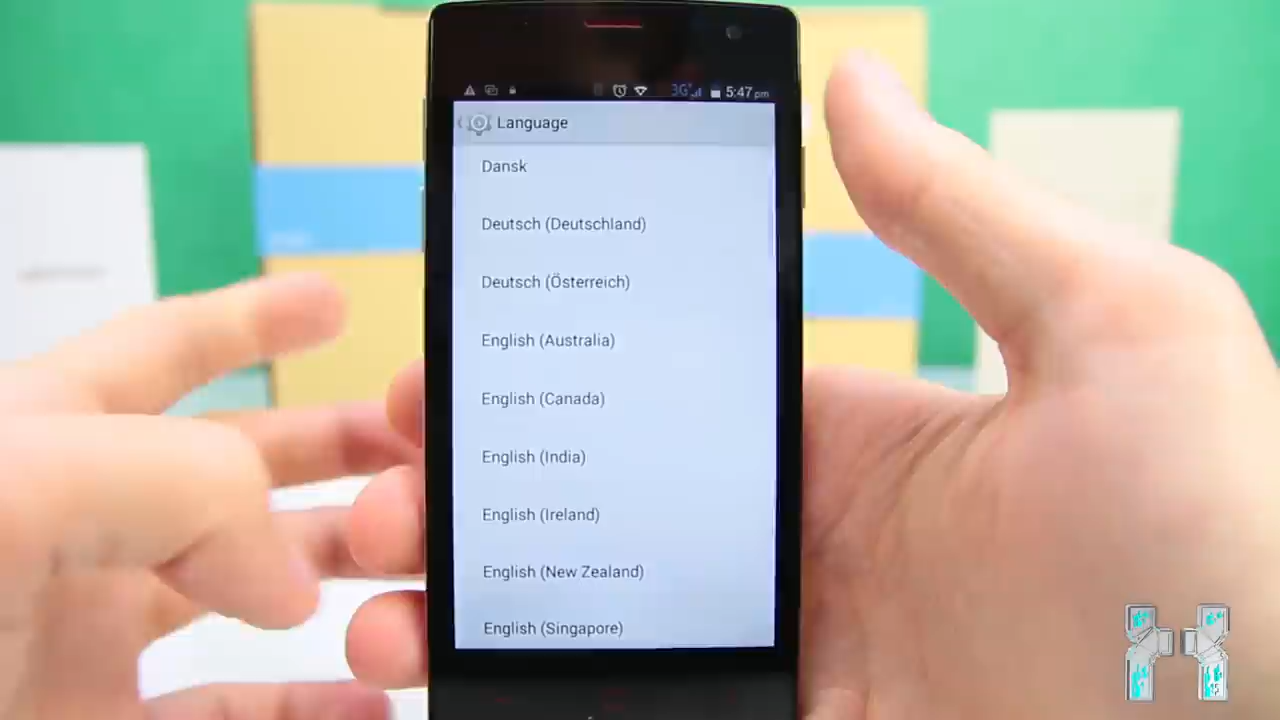 3G
5:47 pm
Language
Dansk
Deutsch (Deutschland)
Deutsch (Österreich)
English (Australia)
English (Canada)
English (India)
English (Ireland)
English (New Zealand)
English (Singapore)